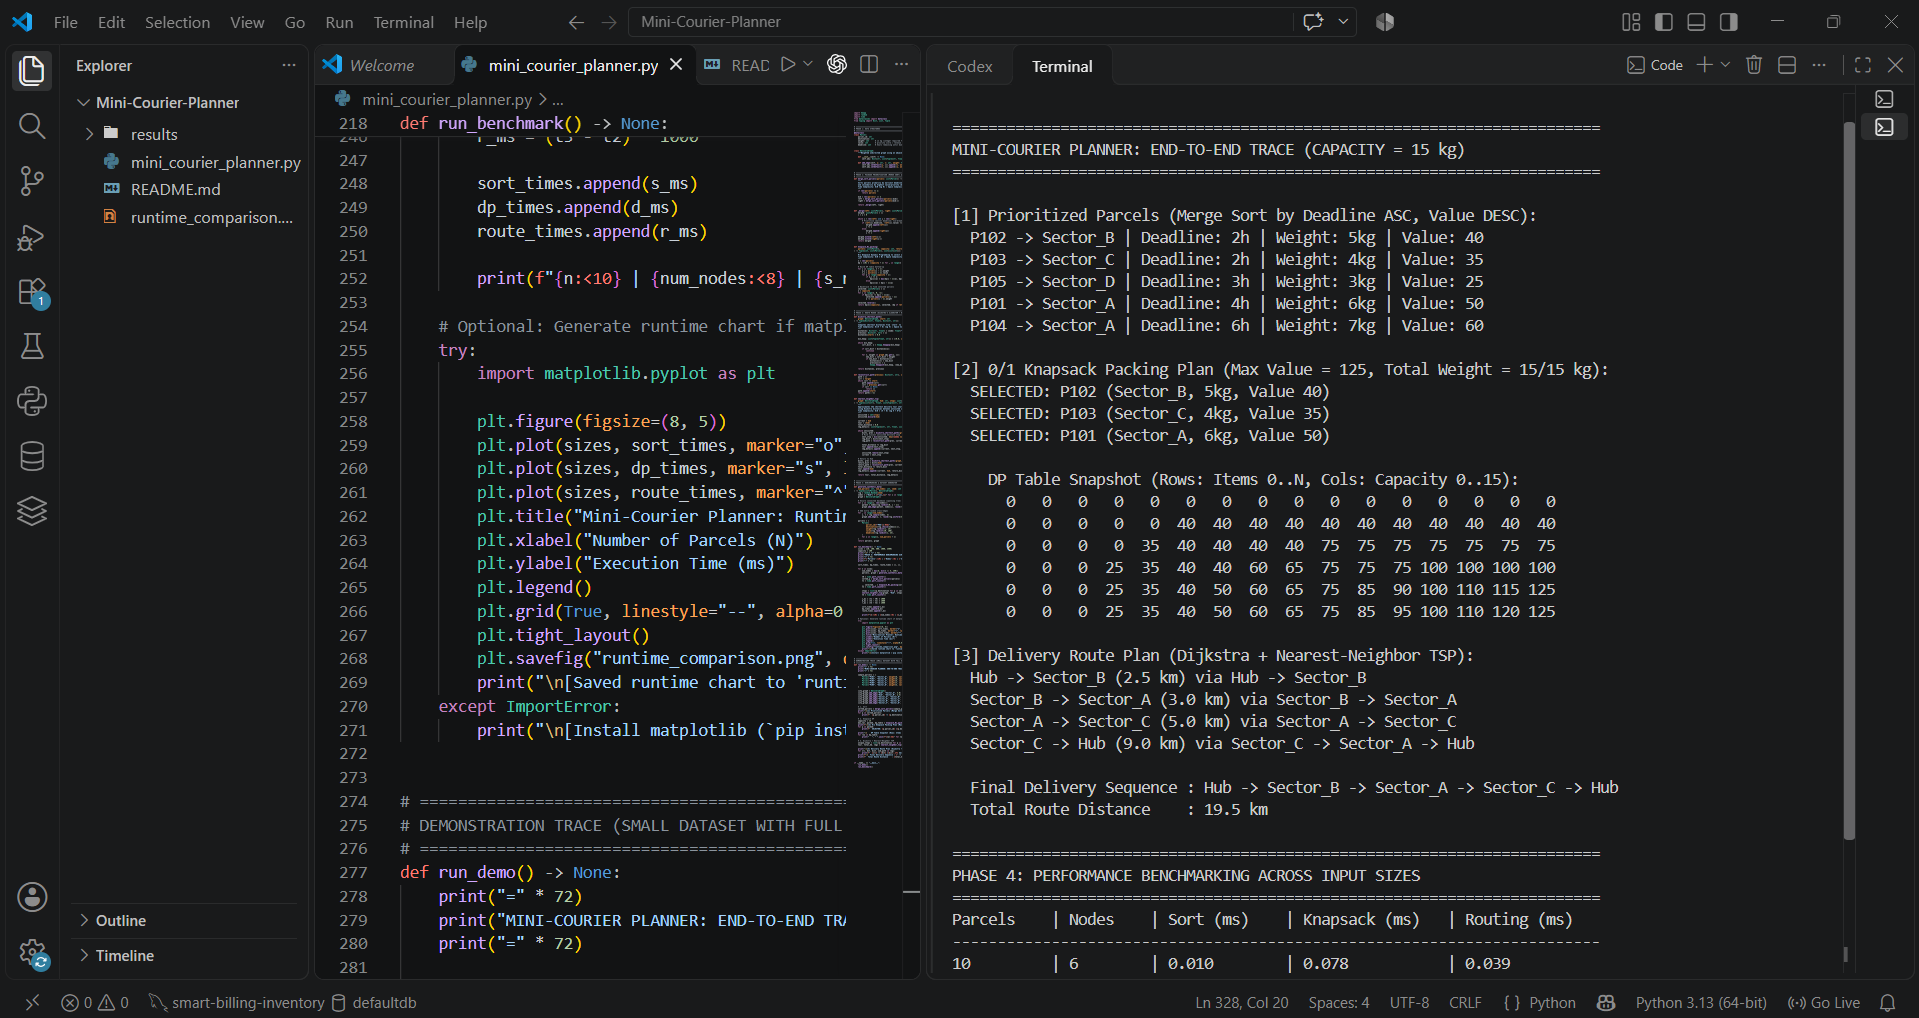 File Edit Selection View Go Run Terminal Help
Mini-Courier-Planner
Explorer
Mini-Courier-Planner
results
mini_courier_planner.py
README.md
runtime_comparison....
Outline
Timeline
Welcome
mini_courier_planner.py
READ
mini_courier_planner.py > ...
218 def run_benchmark() -> None:
247
248 sort_times.append(s_ms)
249 dp_times.append(d_ms)
250 route_times.append(r_ms)
251
252 print(f"{n:<10} | {num_nodes:<8} | {s_
253
254 # Optional: Generate runtime chart if matp
255 try:
256 import matplotlib.pyplot as plt
257
258 plt.figure(figsize=(8, 5))
259 plt.plot(sizes, sort_times, marker="o"
260 plt.plot(sizes, dp_times, marker="s",
261 plt.plot(sizes, route_times, marker="^"
262 plt.title("Mini-Courier Planner: Runtin
263 plt.xlabel("Number of Parcels (N)")
264 plt.ylabel("Execution Time (ms)")
265 plt.legend()
266 plt.grid(True, linestyle="--", alpha=0
267 plt.tight_layout()
268 plt.savefig("runtime_comparison.png",
269 print("\n[Saved runtime chart to 'runt
270 except ImportError:
271 print("\n[Install matplotlib (`pip inst
272
273
274 # =============================================
275 # DEMONSTRATION TRACE (SMALL DATASET WITH FULL
276 # =============================================
277 def run_demo() -> None:
278 print("=" * 72)
279 print("MINI-COURIER PLANNER: END-TO-END TRA
280 print("=" * 72)
281
Codex Terminal
Code
========================================================================
MINI-COURIER PLANNER: END-TO-END TRACE (CAPACITY = 15 kg)
========================================================================
[1] Prioritized Parcels (Merge Sort by Deadline ASC, Value DESC):
P102 -> Sector_B | Deadline: 2h | Weight: 5kg | Value: 40
P103 -> Sector_C | Deadline: 2h | Weight: 4kg | Value: 35
P105 -> Sector_D | Deadline: 3h | Weight: 3kg | Value: 25
P101 -> Sector_A | Deadline: 4h | Weight: 6kg | Value: 50
P104 -> Sector_A | Deadline: 6h | Weight: 7kg | Value: 60
[2] 0/1 Knapsack Packing Plan (Max Value = 125, Total Weight = 15/15 kg):
SELECTED: P102 (Sector_B, 5kg, Value 40)
SELECTED: P103 (Sector_C, 4kg, Value 35)
SELECTED: P101 (Sector_A, 6kg, Value 50)
DP Table Snapshot (Rows: Items 0..N, Cols: Capacity 0..15):
0 0 0 0 0 0 0 0 0 0 0 0 0 0 0 0
0 0 0 0 0 40 40 40 40 40 40 40 40 40 40 40
0 0 0 0 35 40 40 40 40 75 75 75 75 75 75 75
0 0 0 25 35 40 40 60 65 75 75 75 100 100 100 100
0 0 0 25 35 40 50 60 65 75 85 90 100 110 115 125
0 0 0 25 35 40 50 60 65 75 85 95 100 110 120 125
[3] Delivery Route Plan (Dijkstra + Nearest-Neighbor TSP):
Hub -> Sector_B (2.5 km) via Hub -> Sector_B
Sector_B -> Sector_A (3.0 km) via Sector_B -> Sector_A
Sector_A -> Sector_C (5.0 km) via Sector_A -> Sector_C
Sector_C -> Hub (9.0 km) via Sector_C -> Sector_A -> Hub
Final Delivery Sequence : Hub -> Sector_B -> Sector_A -> Sector_C -> Hub
Total Route Distance : 19.5 km
========================================================================
PHASE 4: PERFORMANCE BENCHMARKING ACROSS INPUT SIZES
========================================================================
Parcels | Nodes | Sort (ms) | Knapsack (ms) | Routing (ms)
------------------------------------------------------------------------
10 | 6 | 0.010 | 0.078 | 0.039
1
0 0 smart-billing-inventory defaultdb
Ln 328, Col 20 Spaces: 4 UTF-8 CRLF { } Python Python 3.13 (64-bit) Go Live